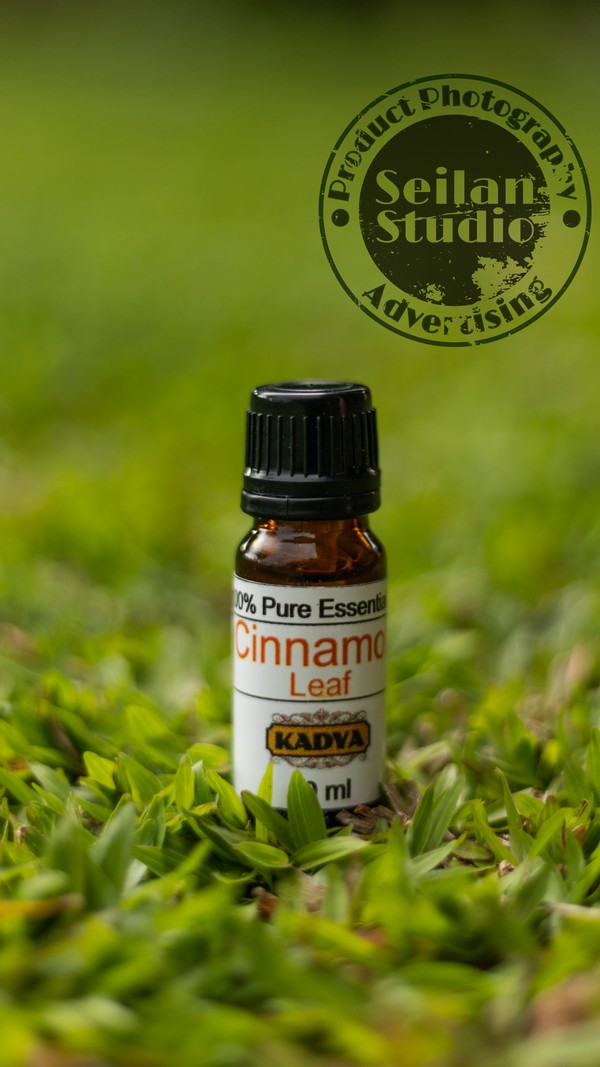 Product Photography
Seilan
Studio
Advertising
0% Pure Essentia
Cinnamo
Leaf
KADYA
ml